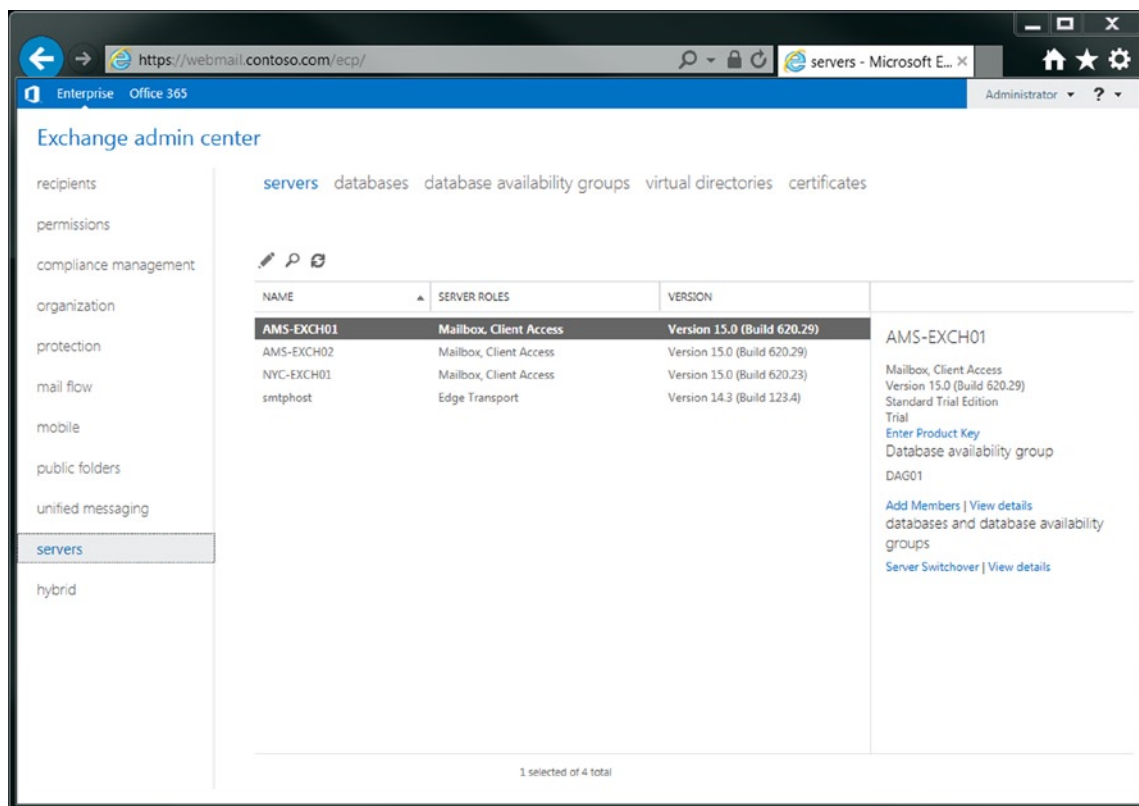 https://webmail.contoso.com/ecp/
servers - Microsoft E...
Enterprise Office 365
Administrator ?
Exchange admin center
recipients
permissions
compliance management
organization
protection
mail flow
mobile
public folders
unified messaging
servers
hybrid
servers databases database availability groups virtual directories certificates
NAME SERVER ROLES VERSION
AMS-EXCH01 Mailbox, Client Access Version 15.0 (Build 620.29)
AMS-EXCH02 Mailbox, Client Access Version 15.0 (Build 620.29)
NYC-EXCH01 Mailbox, Client Access Version 15.0 (Build 620.23)
smtphost Edge Transport Version 14.3 (Build 123.4)
1 selected of 4 total
AMS-EXCH01
Mailbox, Client Access
Version 15.0 (Build 620.29)
Standard Trial Edition
Trial
Enter Product Key
Database availability group
DAG01
Add Members | View details
databases and database availability
groups
Server Switchover | View details